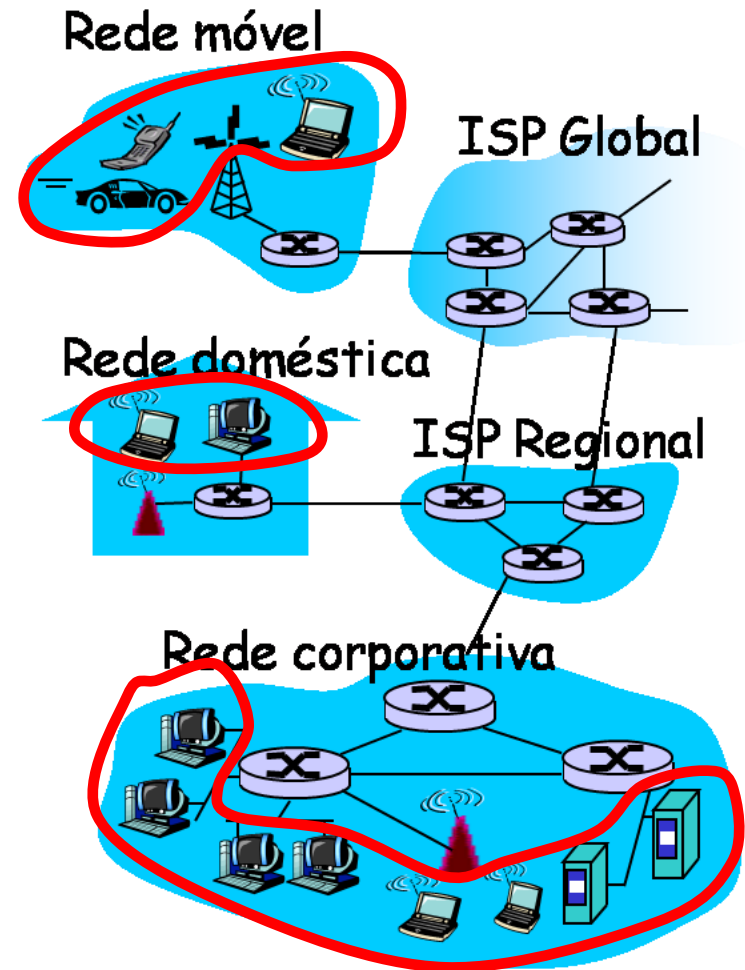 Rede móvel
ISP Global
Rede doméstica
ISP Regional
Rede corporativa